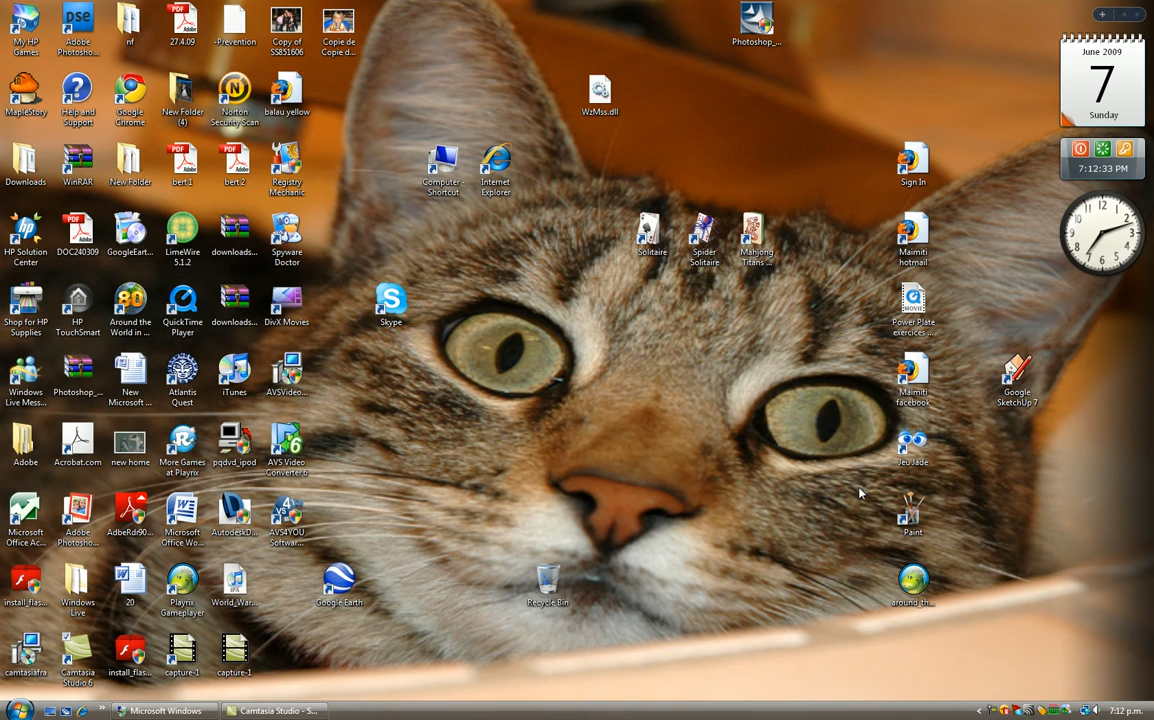 My HP
Games
Adobe
Photosho...
nf
27.4.09
-Prevention
Copy of
SS851606
Copie de
Copie d...
Photoshop_...
June 2009
7
Sunday
MapleStory
Help and
Support
Google
Chrome
New Folder
(4)
Norton
Security Scan
balau yellow
WzMss.dll
Downloads
WinRAR
New Folder
bert 1
bert 2
Registry
Mechanic
Computer -
Shortcut
Internet
Explorer
Sign In
7:12:33 PM
HP Solution
Center
DOC240309
GoogleEart...
LimeWire
5.1.2
downloads...
Spyware
Doctor
Solitaire
Spider
Solitaire
Mahjong
Titans ...
Maimiti
hotmail
Shop for HP
Supplies
HP
TouchSmart
Around the
World in ...
QuickTime
Player
downloads...
DivX Movies
Skype
Power Plate
exercices ...
Windows
Live Mess...
Photoshop_...
New
Microsoft ...
Atlantis
Quest
iTunes
AVSVideo...
Maimiti
facebook
Google
SketchUp 7
Adobe
Acrobat.com
new home
More Games
at Playrix
pqdvd_ipod
AVS Video
Converter 6
Jeu Jade
Microsoft
Office Ac...
Adobe
Photosho...
AdbeRdr90...
Microsoft
Office Wo...
AutodeskD...
AVS4YOU
Softwar...
Paint
install_flas...
Windows
Live
20
Playrix
Gameplayer
World_War...
Google Earth
Recycle Bin
around_th...
camtasiafra
Camtasia
Studio 6
install_flas...
capture-1
capture-1
Microsoft Windows
Camtasia Studio - S...
7:12 p.m.